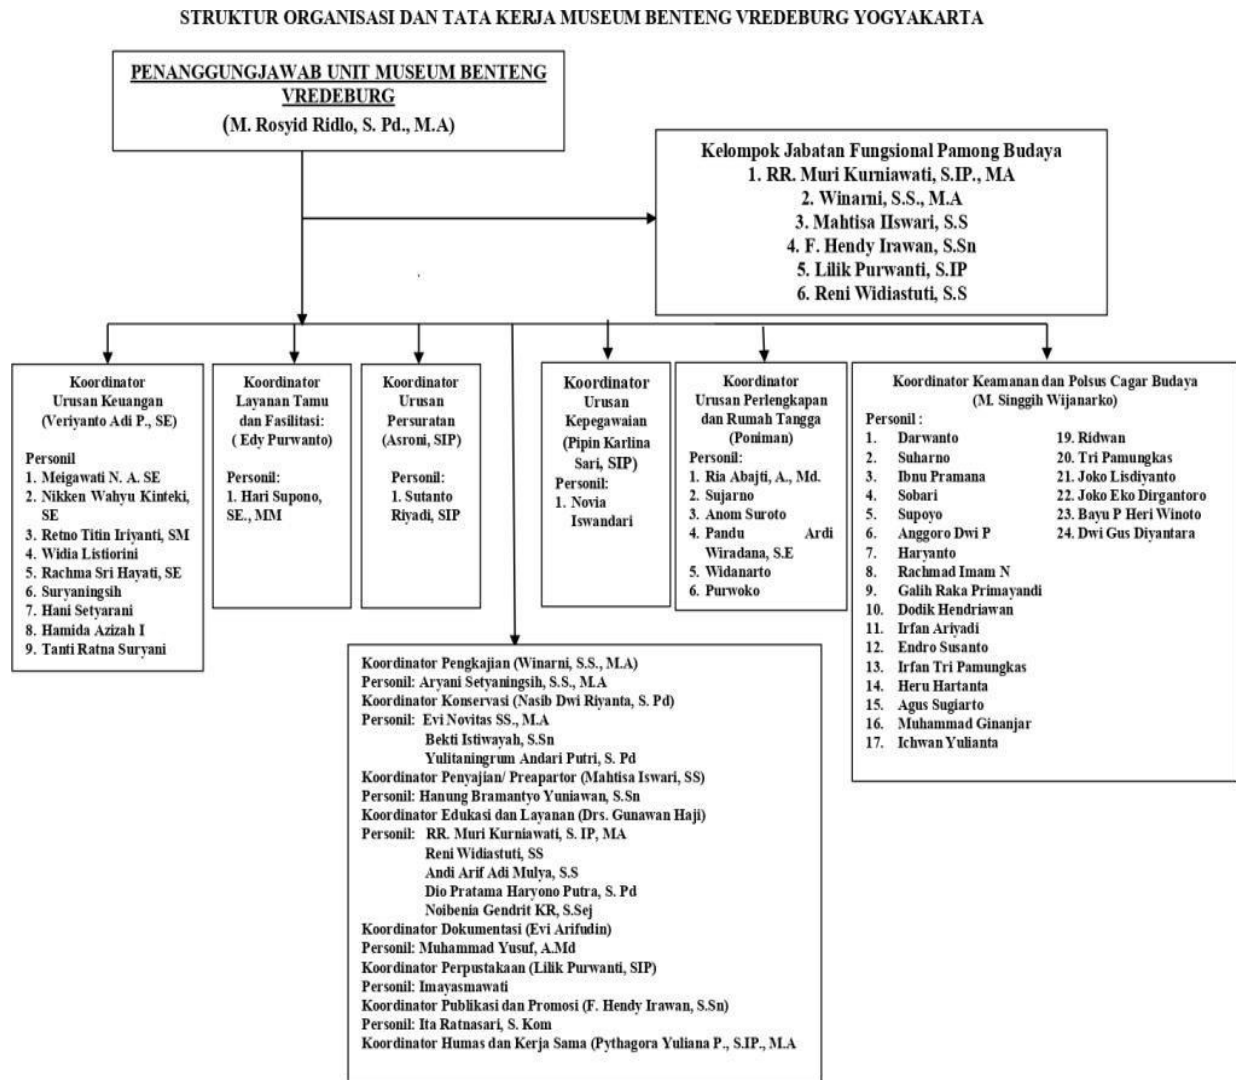 STRUKTUR ORGANISASI DAN TATA KERJA MUSEUM BENTENG VREDEBURG YOGYAKARTA
PENANGGUNGJAWAB UNIT MUSEUM BENTENG
VREDEBURG
(M. Rosyid Ridlo, S. Pd., M.A)
Kelompok Jabatan Fungsional Pamong Budaya
1. RR. Muri Kurniawati, S.IP., MA
2. Winarni, S.S., M.A
3. Mahtisa IIswari, S.S
4. F. Hendy Irawan, S.Sn
5. Lilik Purwanti, S.IP
6. Reni Widiastuti, S.S
Koordinator
Urusan Keuangan
(Veriyanto Adi P., SE)
Personil
1. Meigawati N. A. SE
2. Nikken Wahyu Kinteki,
SE
3. Retno Titin Iriyanti, SM
4. Widia Listiorini
5. Rachma Sri Hayati, SE
6. Suryaningsih
7. Hani Setyarani
8. Hamida Azizah I
9. Tanti Ratna Suryani
Koordinator
Layanan Tamu
dan Fasilitasi:
( Edy Purwanto)
Personil:
1. Hari Supono,
SE., MM
Koordinator
Urusan
Persuratan
(Asroni, SIP)
Personil:
1. Sutanto
Riyadi, SIP
Koordinator
Urusan
Kepegawaian
(Pipin Karlina
Sari, SIP)
Personil:
1. Novia
Iswandari
Koordinator
Urusan Perlengkapan
dan Rumah Tangga
(Poniman)
Personil:
1. Ria Abajti, A., Md.
2. Sujarno
3. Anom Suroto
4. Pandu Ardi
Wiradana, S.E
5. Widanarto
6. Purwoko
Koordinator Keamanan dan Polsus Cagar Budaya
(M. Singgih Wijanarko)
Personil :
1. Darwanto
2. Suharno
3. Ibnu Pramana
4. Sobari
5. Supoyo
6. Anggoro Dwi P
7. Haryanto
8. Rachmad Imam N
9. Galih Raka Primayandi
10. Dodik Hendriawan
11. Irfan Ariyadi
12. Endro Susanto
13. Irfan Tri Pamungkas
14. Heru Hartanta
15. Agus Sugiarto
16. Muhammad Ginanjar
17. Ichwan Yulianta
19. Ridwan
20. Tri Pamungkas
21. Joko Lisdiyanto
22. Joko Eko Dirgantoro
23. Bayu P Heri Winoto
24. Dwi Gus Diyantara
Koordinator Pengkajian (Winarni, S.S., M.A)
Personil: Aryani Setyaningsih, S.S., M.A
Koordinator Konservasi (Nasib Dwi Riyanta, S. Pd)
Personil: Evi Novitas SS., M.A
Bekti Istiwayah, S.Sn
Yulitaningrum Andari Putri, S. Pd
Koordinator Penyajian/ Preapartor (Mahtisa Iswari, SS)
Personil: Hanung Bramantyo Yuniawan, S.Sn
Koordinator Edukasi dan Layanan (Drs. Gunawan Haji)
Personil: RR. Muri Kurniawati, S. IP, MA
Reni Widiastuti, SS
Andi Arif Adi Mulya, S.S
Dio Pratama Haryono Putra, S. Pd
Noibenia Gendrit KR, S.Sej
Koordinator Dokumentasi (Evi Arifudin)
Personil: Muhammad Yusuf, A.Md
Koordinator Perpustakaan (Lilik Purwanti, SIP)
Personil: Imayasmawati
Koordinator Publikasi dan Promosi (F. Hendy Irawan, S.Sn)
Personil: Ita Ratnasari, S. Kom
Koordinator Humas dan Kerja Sama (Pythagora Yuliana P., S.IP., M.A